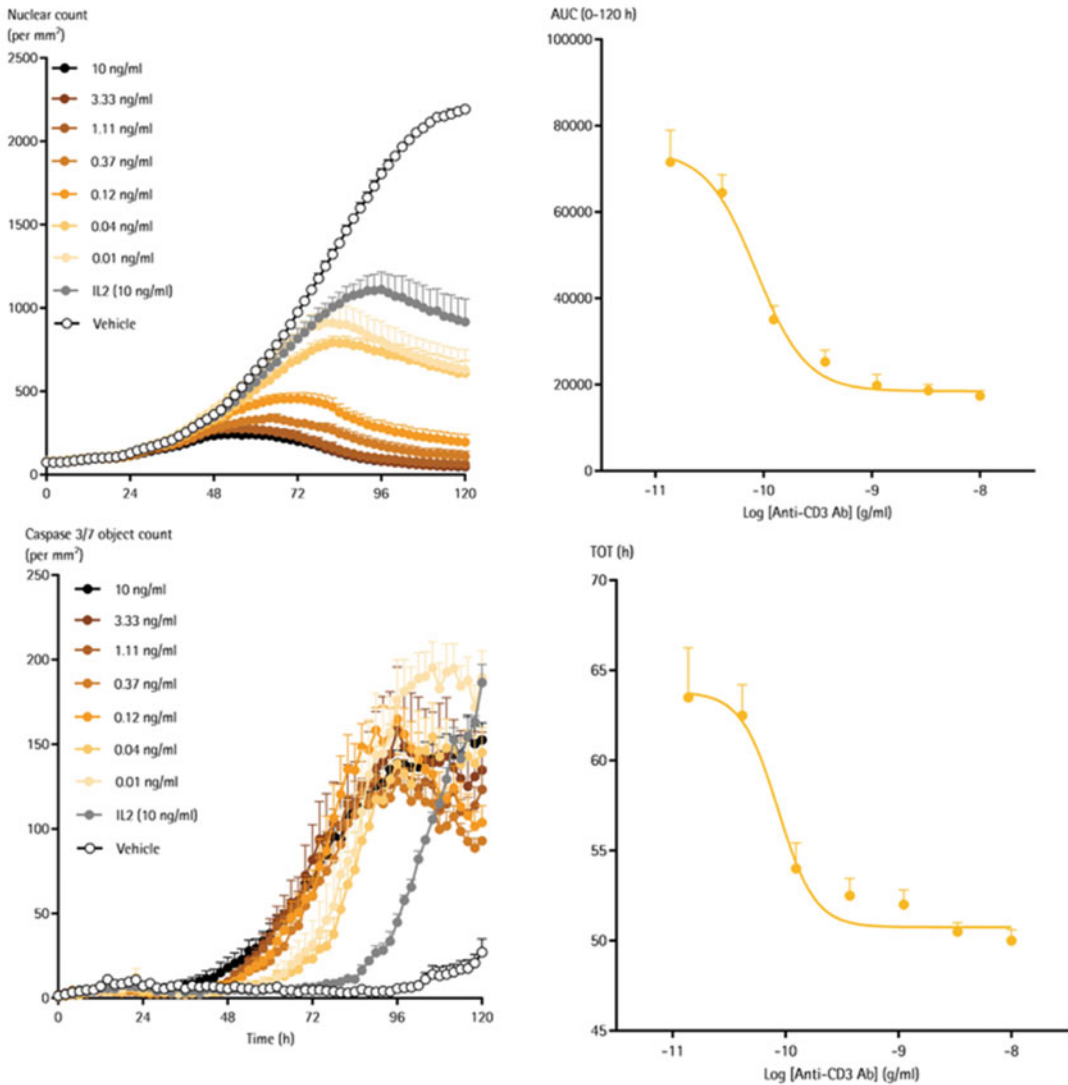 Nuclear count
(per mm²)
2500
2000
1500
1000
500
0
10 ng/ml
3.33 ng/ml
1.11 ng/ml
0.37 ng/ml
0.12 ng/ml
0.04 ng/ml
0.01 ng/ml
IL2 (10 ng/ml)
Vehicle
0 24 48 72 96 120
AUC (0-120 h)
100000
80000
60000
40000
20000
0
-11 -10 -9 -8
Log [Anti-CD3 Ab] (g/ml)
Caspase 3/7 object count
(per mm²)
250
200
150
100
50
0
10 ng/ml
3.33 ng/ml
1.11 ng/ml
0.37 ng/ml
0.12 ng/ml
0.04 ng/ml
0.01 ng/ml
IL2 (10 ng/ml)
Vehicle
0 24 48 72 96 120
Time (h)
TOT (h)
70
65
60
55
50
45
-11 -10 -9 -8
Log [Anti-CD3 Ab] (g/ml)